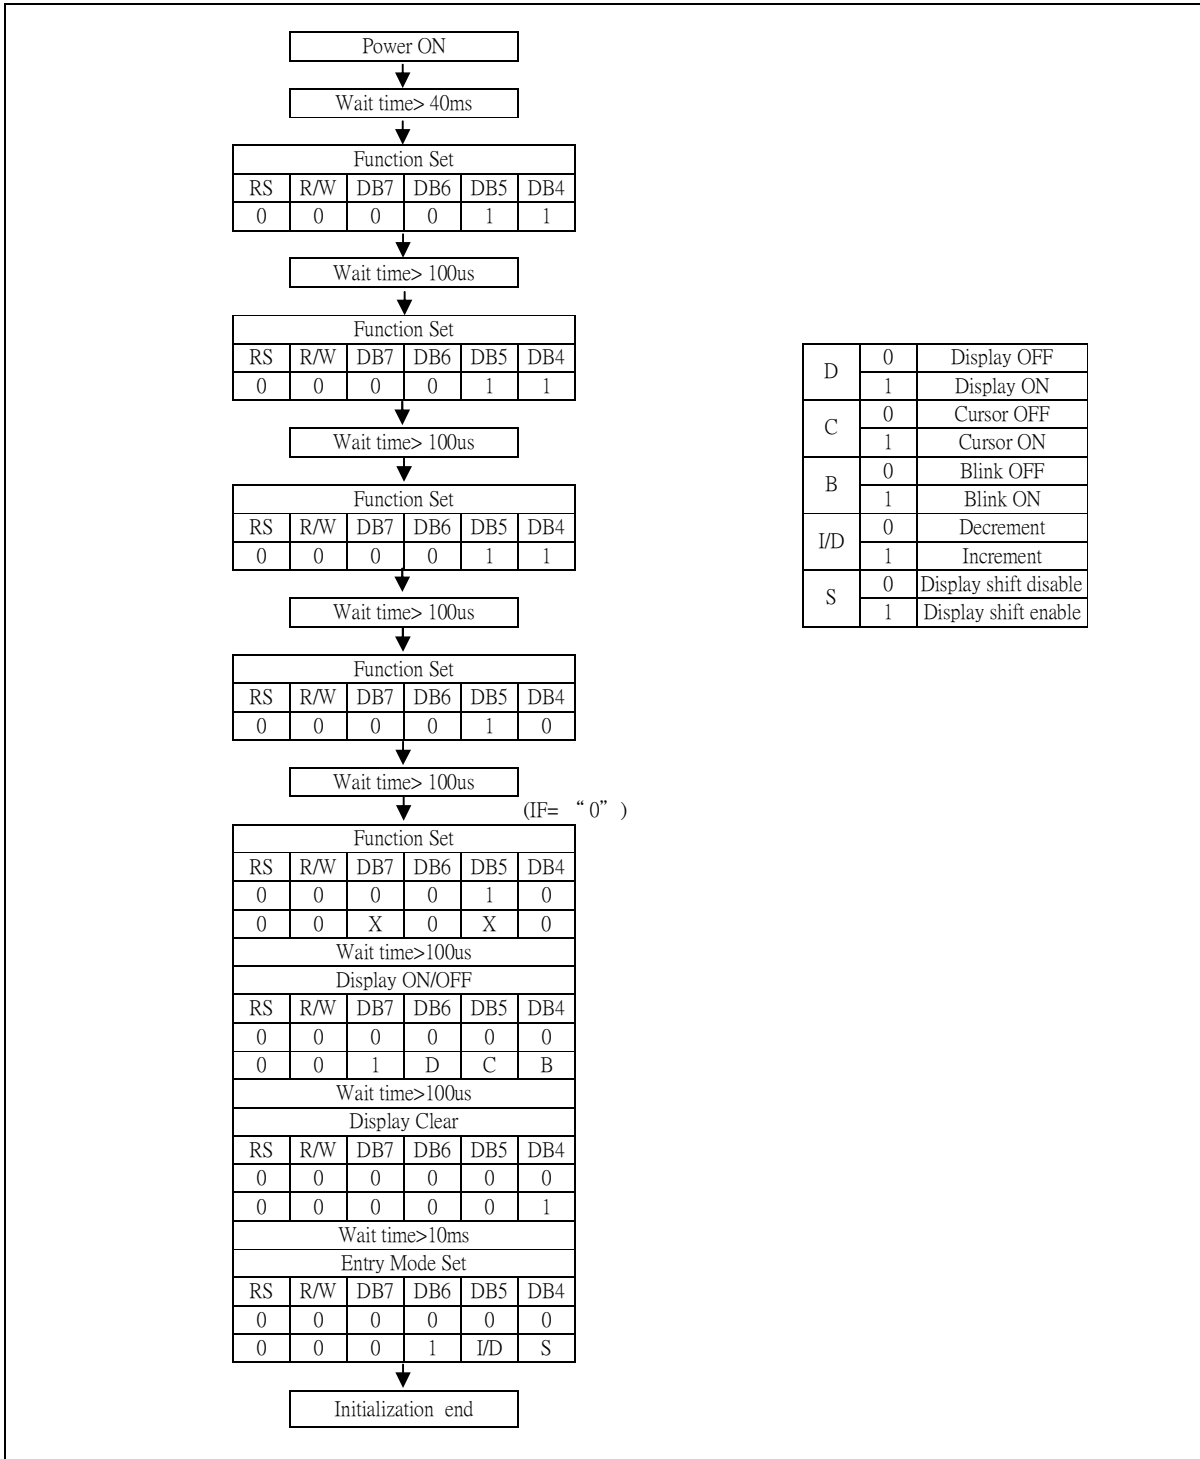 Power ON
Wait time> 40ms
Function Set
RS R/W DB7 DB6 DB5 DB4
0 0 0 0 1 1
Wait time> 100us
Function Set
RS R/W DB7 DB6 DB5 DB4
0 0 0 0 1 1
Wait time> 100us
Function Set
RS R/W DB7 DB6 DB5 DB4
0 0 0 0 1 1
Wait time> 100us
Function Set
RS R/W DB7 DB6 DB5 DB4
0 0 0 0 1 0
Wait time> 100us
(IF= “0”)
Function Set
RS R/W DB7 DB6 DB5 DB4
0 0 0 0 1 0
0 0 X 0 X 0
Wait time>100us
Display ON/OFF
RS R/W DB7 DB6 DB5 DB4
0 0 0 0 0 0
0 0 1 D C B
Wait time>100us
Display Clear
RS R/W DB7 DB6 DB5 DB4
0 0 0 0 0 0
0 0 0 0 0 1
Wait time>10ms
Entry Mode Set
RS R/W DB7 DB6 DB5 DB4
0 0 0 0 0 0
0 0 0 1 I/D S
Initialization end
D 0 Display OFF
1 Display ON
C 0 Cursor OFF
1 Cursor ON
B 0 Blink OFF
1 Blink ON
I/D 0 Decrement
1 Increment
S 0 Display shift disable
1 Display shift enable